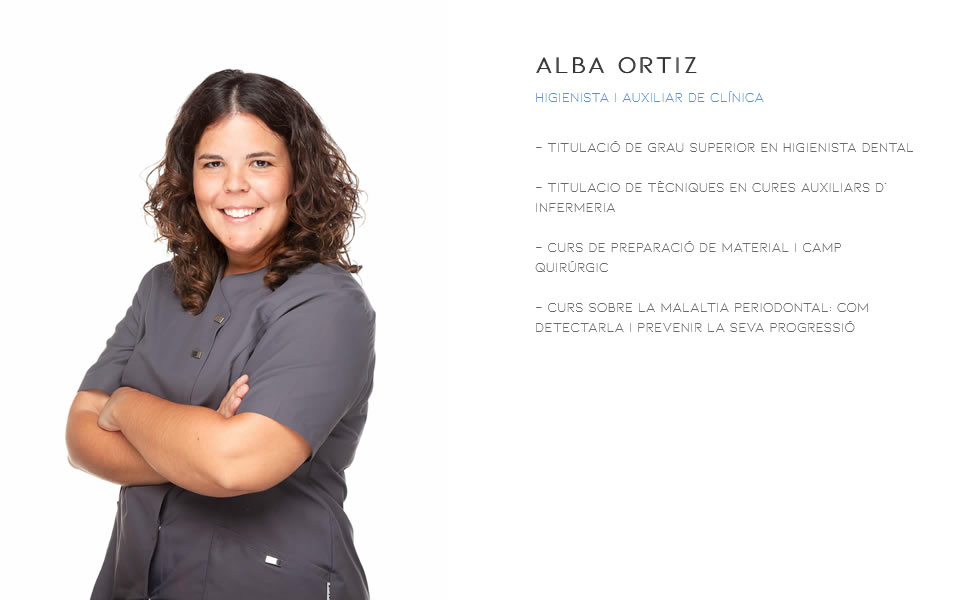 ALBA ORTIZ
HIGIENISTA I AUXILIAR DE CLÍNICA
- TITULACIÓ DE GRAU SUPERIOR EN HIGIENISTA DENTAL
- TITULACIO DE TÈCNIQUES EN CURES AUXILIARS D'
INFERMERIA
- CURS DE PREPARACIÓ DE MATERIAL I CAMP
QUIRÚRGIC
- CURS SOBRE LA MALALTIA PERIODONTAL: COM
DETECTARLA I PREVENIR LA SEVA PROGRESSIÓ